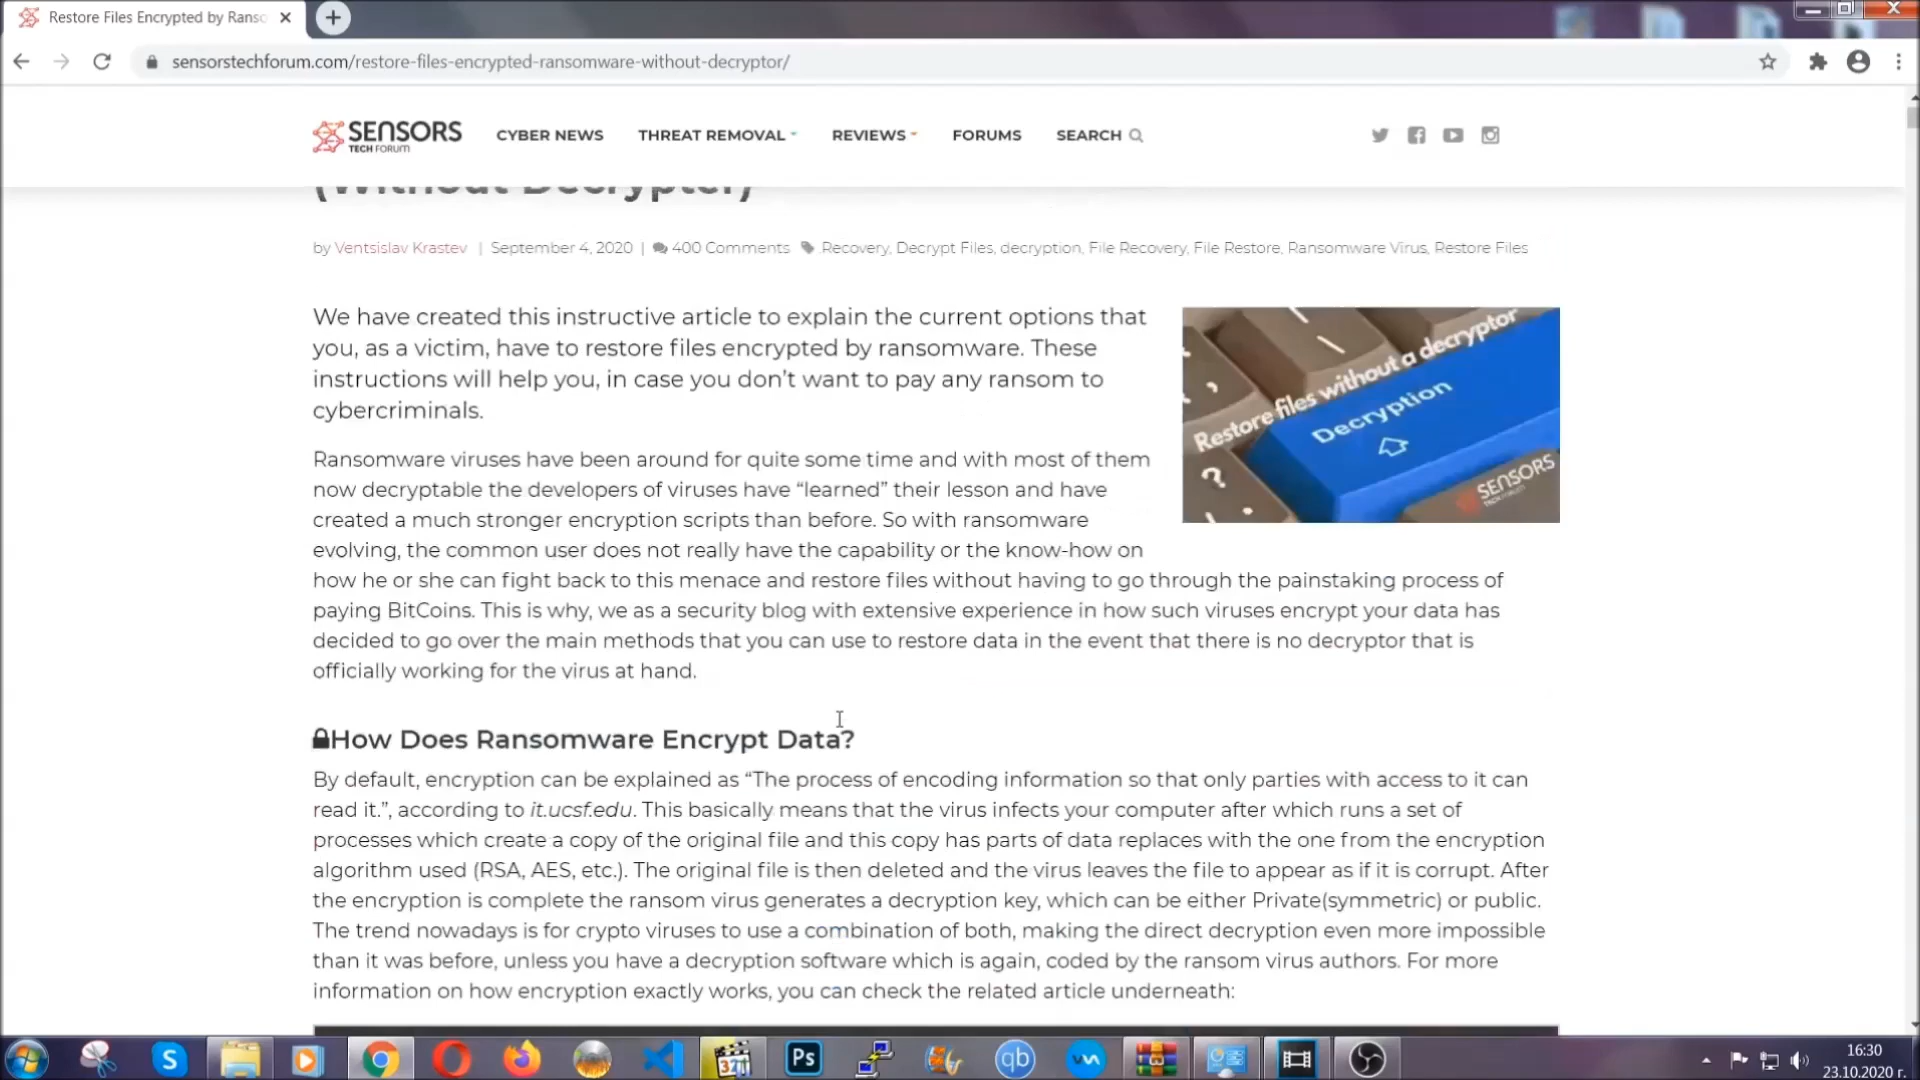 Restore Files Encrypted by Ranso
sensorstechforum.com/restore-files-encrypted-ransomware-without-decryptor/
SENSORS
TECH FORUM
CYBER NEWS THREAT REMOVAL REVIEWS FORUMS SEARCH
(Without Decrypter)
by Ventsislav Krastev | September 4, 2020 | 400 Comments Recovery, Decrypt Files, decryption, File Recovery, File Restore, Ransomware Virus, Restore Files
We have created this instructive article to explain the current options that
you, as a victim, have to restore files encrypted by ransomware. These
instructions will help you, in case you don’t want to pay any ransom to
cybercriminals.
Restore files without a decryptor
Decryption
SENSORS
Ransomware viruses have been around for quite some time and with most of them
now decryptable the developers of viruses have “learned” their lesson and have
created a much stronger encryption scripts than before. So with ransomware
evolving, the common user does not really have the capability or the know-how on
how he or she can fight back to this menace and restore files without having to go through the painstaking process of
paying BitCoins. This is why, we as a security blog with extensive experience in how such viruses encrypt your data has
decided to go over the main methods that you can use to restore data in the event that there is no decryptor that is
officially working for the virus at hand.
How Does Ransomware Encrypt Data?
By default, encryption can be explained as “The process of encoding information so that only parties with access to it can
read it.”, according to it.ucsf.edu. This basically means that the virus infects your computer after which runs a set of
processes which create a copy of the original file and this copy has parts of data replaces with the one from the encryption
algorithm used (RSA, AES, etc.). The original file is then deleted and the virus leaves the file to appear as if it is corrupt. After
the encryption is complete the ransom virus generates a decryption key, which can be either Private(symmetric) or public.
The trend nowadays is for crypto viruses to use a combination of both, making the direct decryption even more impossible
than it was before, unless you have a decryption software which is again, coded by the ransom virus authors. For more
information on how encryption exactly works, you can check the related article underneath:
S
321
Ps
qb
16:30
23.10.2020 г.